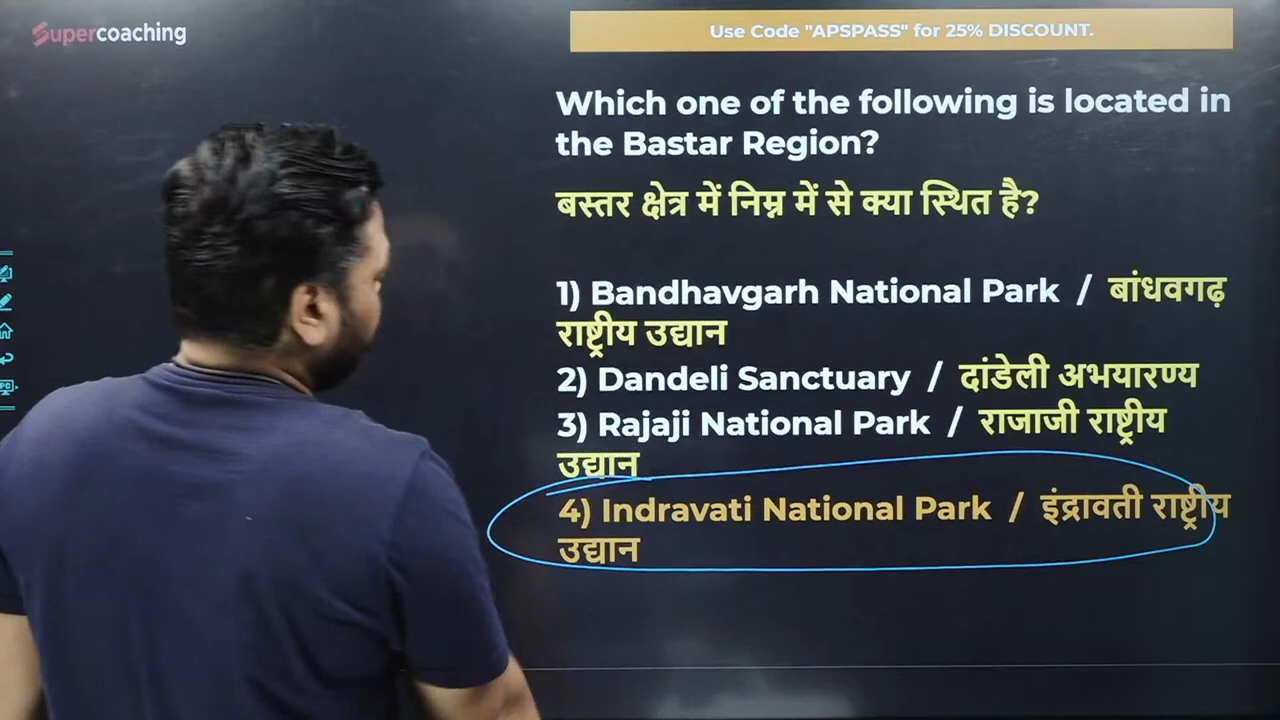 Supercoaching
Use Code "APSPASS" for 25% DISCOUNT.
Which one of the following is located in
the Bastar Region?
बस्तर क्षेत्र में निम्न में से क्या स्थित है?
1) Bandhavgarh National Park / बांधवगढ़
राष्ट्रीय उद्यान
2) Dandeli Sanctuary / दांडेली अभयारण्य
3) Rajaji National Park / राजाजी राष्ट्रीय
उद्यान
4) Indravati National Park / इंद्रावती राष्ट्रीय
उद्यान